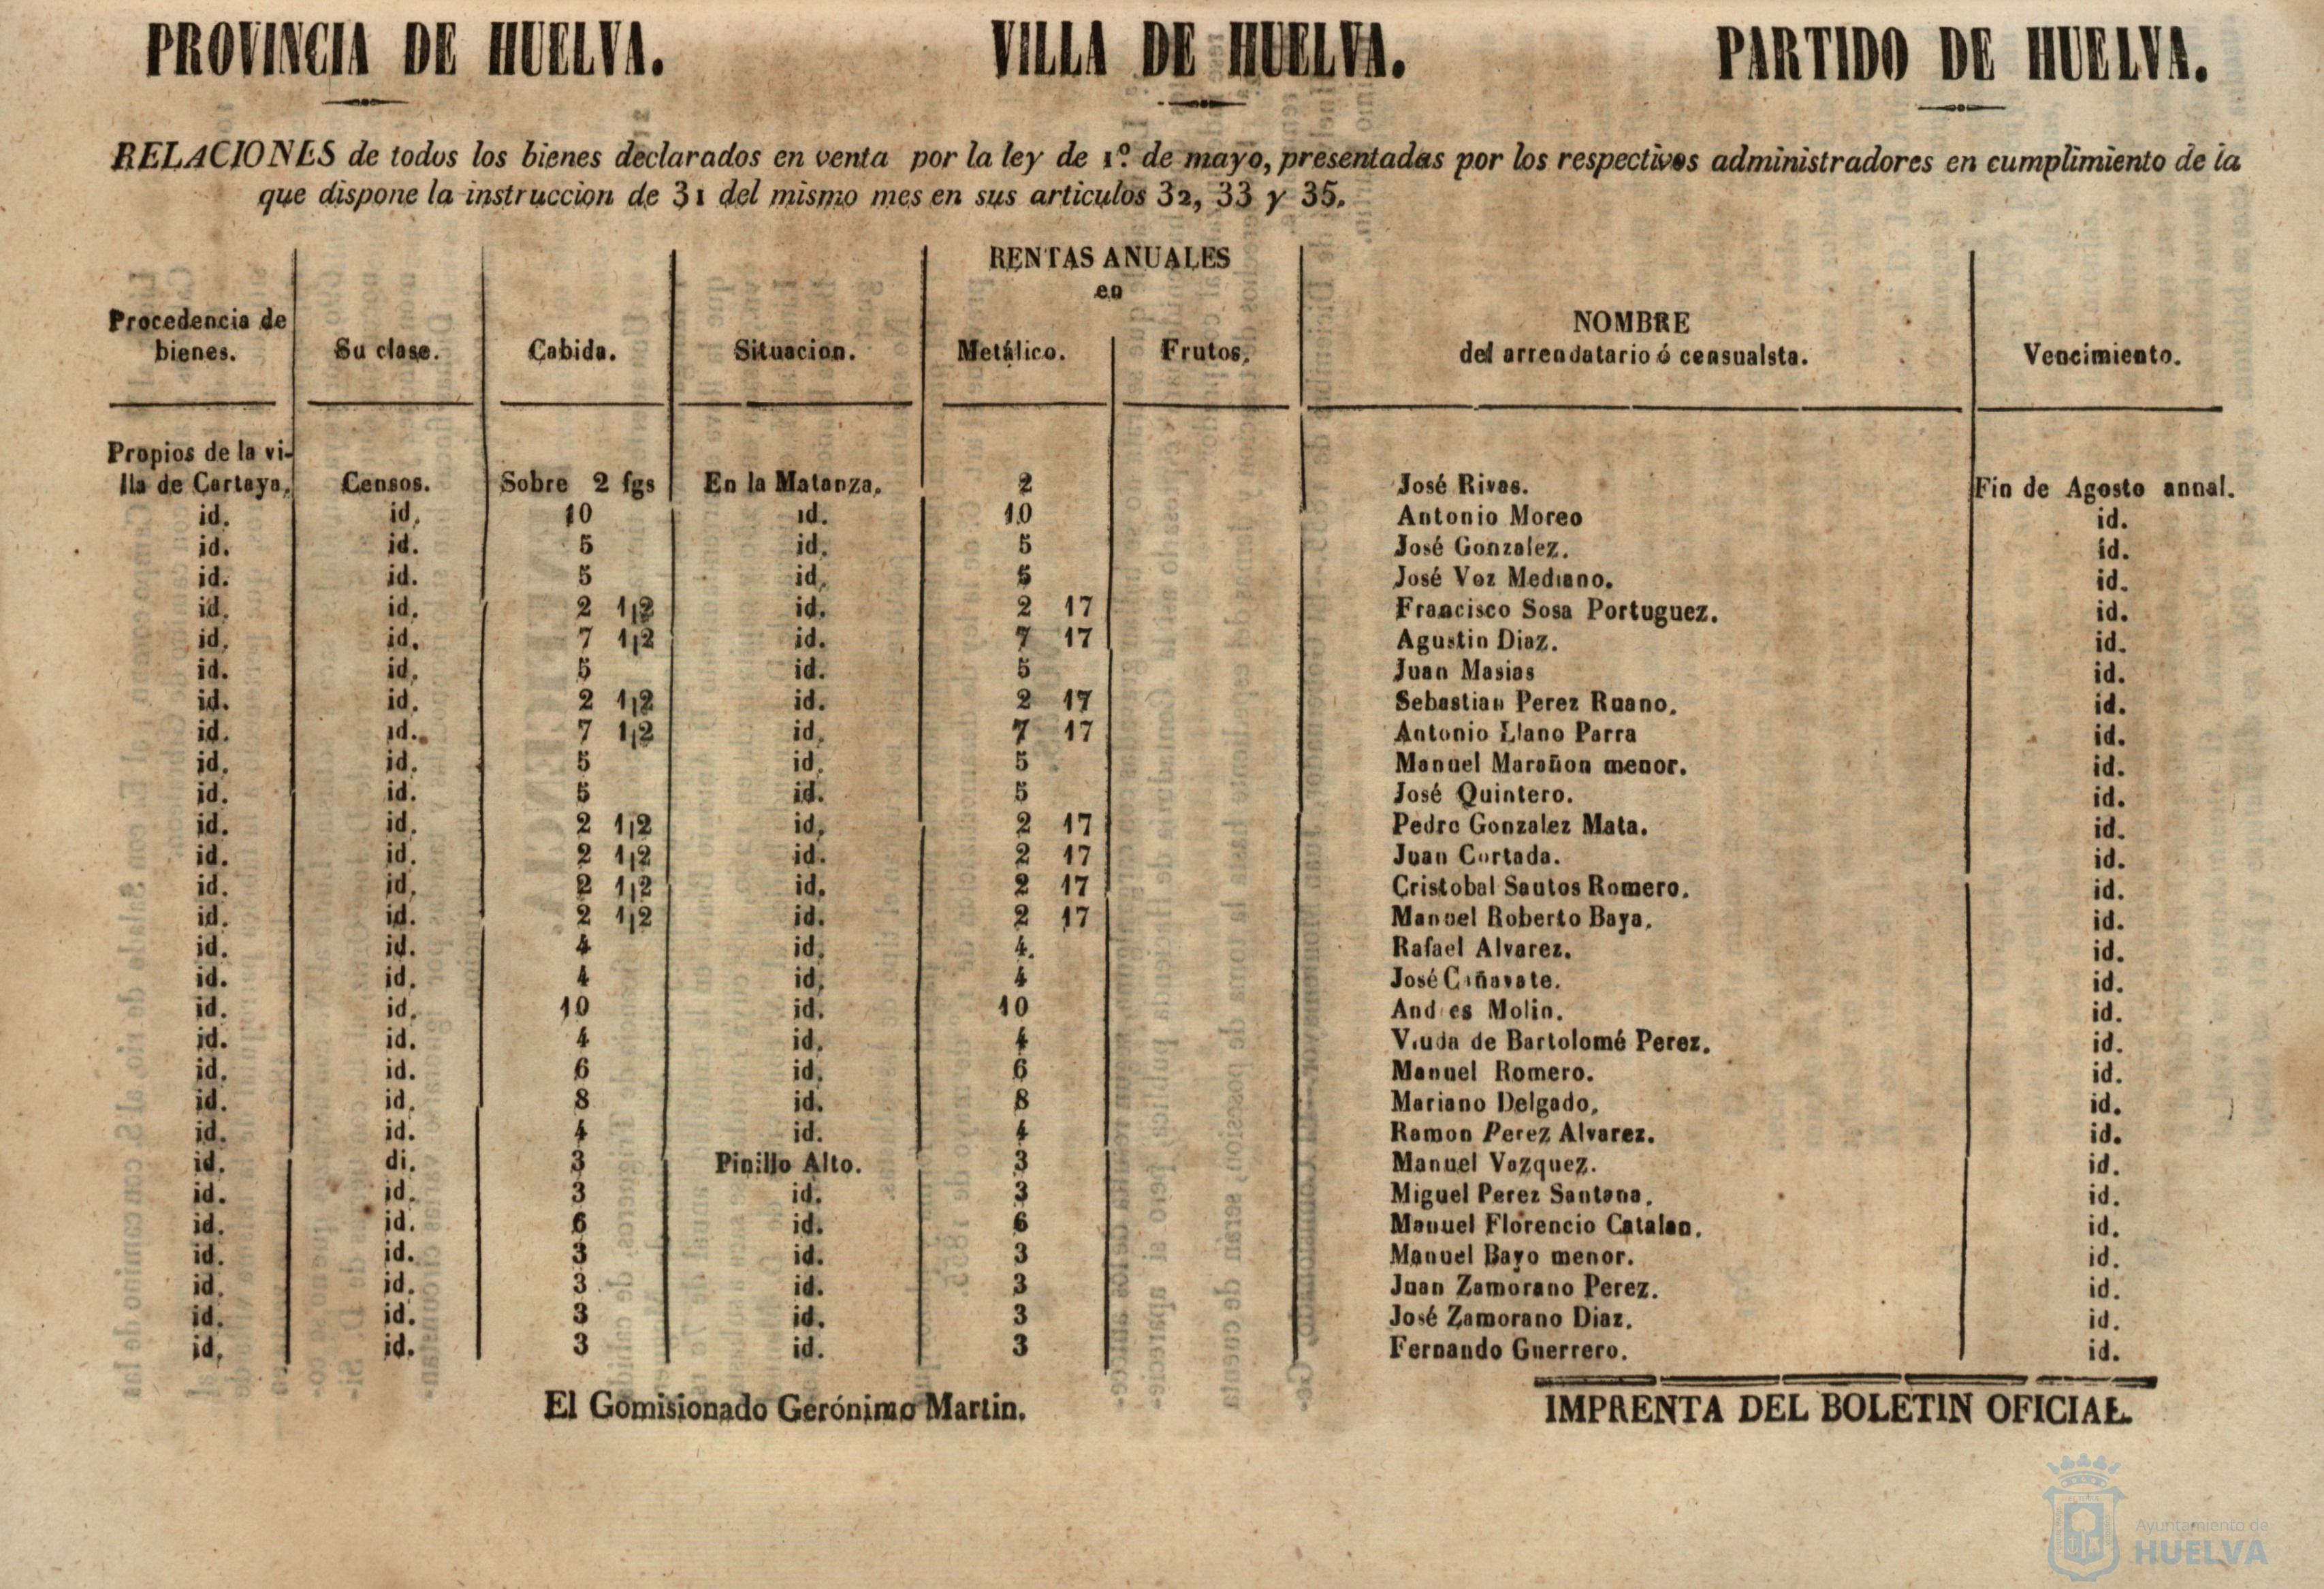 PROVINCIA DE HUELVA. VILLA DE HUELVA. PARTIDO DE HUELVA.
RELACIONES de todos los bienes declarados en venta por la ley de 1º de mayo, presentadas por los respectivos administradores en cumplimiento de la
que dispone la instruccion de 31 del mismo mes en sus articulos 32, 33 y 35.
RENTAS ANUALES
en
Procedencia de bienes. Su clase. Cabida. Situacion. Metálico. Frutos. NOMBRE del arrendatario ó censualsta. Vencimiento.
Propios de la vi-
lla de Cartaya. Censos. Sobre 2 fgs En la Matanza. 2 José Rivas. Fin de Agosto annal.
id. id. 10 id. 10 Antonio Moreo id.
id. id. 5 id. 5 José Gonzalez. id.
id. id. 5 id. 5 José Voz Mediano. id.
id. id. 2 1¡2 id. 2 17 Francisco Sosa Portuguez. id.
id. id. 7 1¡2 id. 7 17 Agustin Diaz. id.
id. id. 5 id. 5 Juan Masias id.
id. id. 2 1¡2 id. 2 17 Sebastian Perez Ruano. id.
id. id. 7 1¡2 id. 7 17 Antonio Llano Parra id.
id. id. 5 id. 5 Manuel Marañon menor. id.
id. id. 5 id. 5 José Quintero. id.
id. id. 2 1¡2 id. 2 17 Pedro Gonzalez Mata. id.
id. id. 2 1¡2 id. 2 17 Juan Cortada. id.
id. id. 2 1¡2 id. 2 17 Cristobal Santos Romero. id.
id. id. 2 1¡2 id. 2 17 Manuel Roberto Baya. id.
id. id. 4 id. 4. Rafael Alvarez. id.
id. id. 4 id. 4 José Cañavate. id.
id. id. 10 id. 10 Andres Molin. id.
id. id. 4 id. 4 Viuda de Bartolomé Perez. id.
id. id. 6 id. 6 Manuel Romero. id.
id. id. 8 id. 8 Mariano Delgado. id.
id. id. 4 id. 4 Ramon Perez Alvarez. id.
id. di. 3 Pinillo Alto. 3 Manuel Vazquez. id.
id. id. 3 id. 3 Miguel Perez Santana. id.
id. id. 6 id. 6 Manuel Florencio Catalan. id.
id. id. 3 id. 3 Manuel Bayo menor. id.
id. id. 3 id. 3 Juan Zamorano Perez. id.
id. id. 3 id. 3 José Zamorano Diaz. id.
id. id. 3 id. 3 Fernando Guerrero. id.
El Gomisionado Gerónimo Martin.
IMPRENTA DEL BOLETIN OFICIAL.
Ayuntamiento de
HUELVA